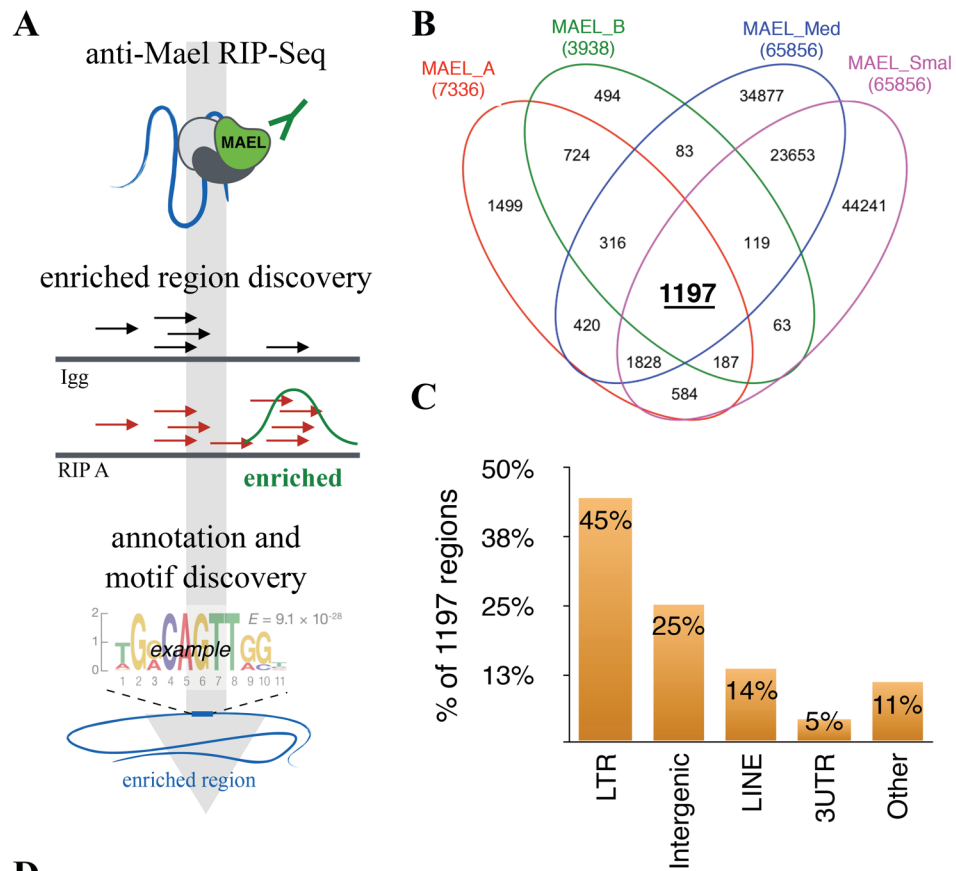 A
anti-Mael RIP-Seq
MAEL
enriched region discovery
Igg
RIP A
enriched
annotation and
motif discovery
2
1
0
E = 9.1 × 10-28
TGACAGTTGG
example
1 2 3 4 5 6 7 8 9 10 11
enriched region
B
MAEL_A
(7336)
MAEL_B
(3938)
MAEL_Med
(65856)
MAEL_Smal
(65856)
494
34877
724
83
23653
1499
44241
316
119
1197
420
63
1828
187
584
C
% of 1197 regions
50%
38%
25%
13%
45%
25%
14%
5%
11%
LTR
Intergenic
LINE
3UTR
Other